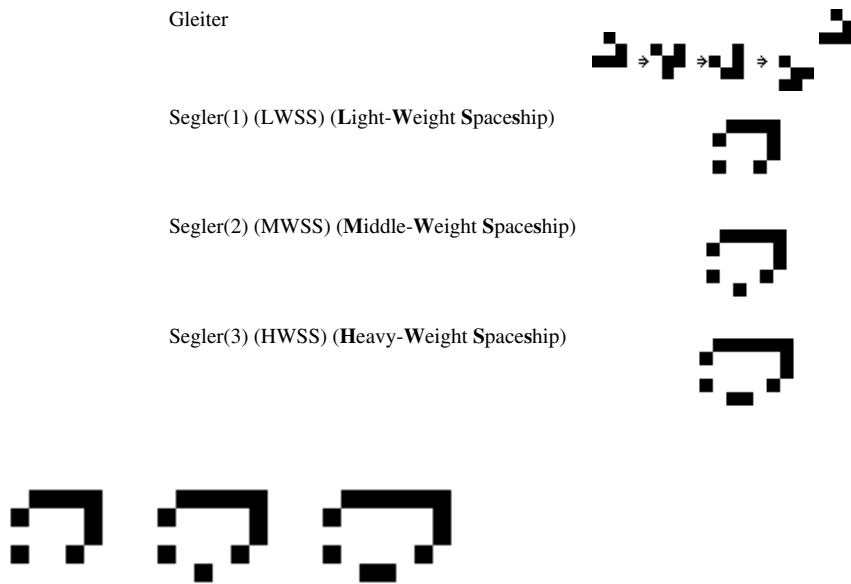 Gleiter
Segler(1) (LWSS) (Light-Weight Spaceship)
Segler(2) (MWSS) (Middle-Weight Spaceship)
Segler(3) (HWSS) (Heavy-Weight Spaceship)